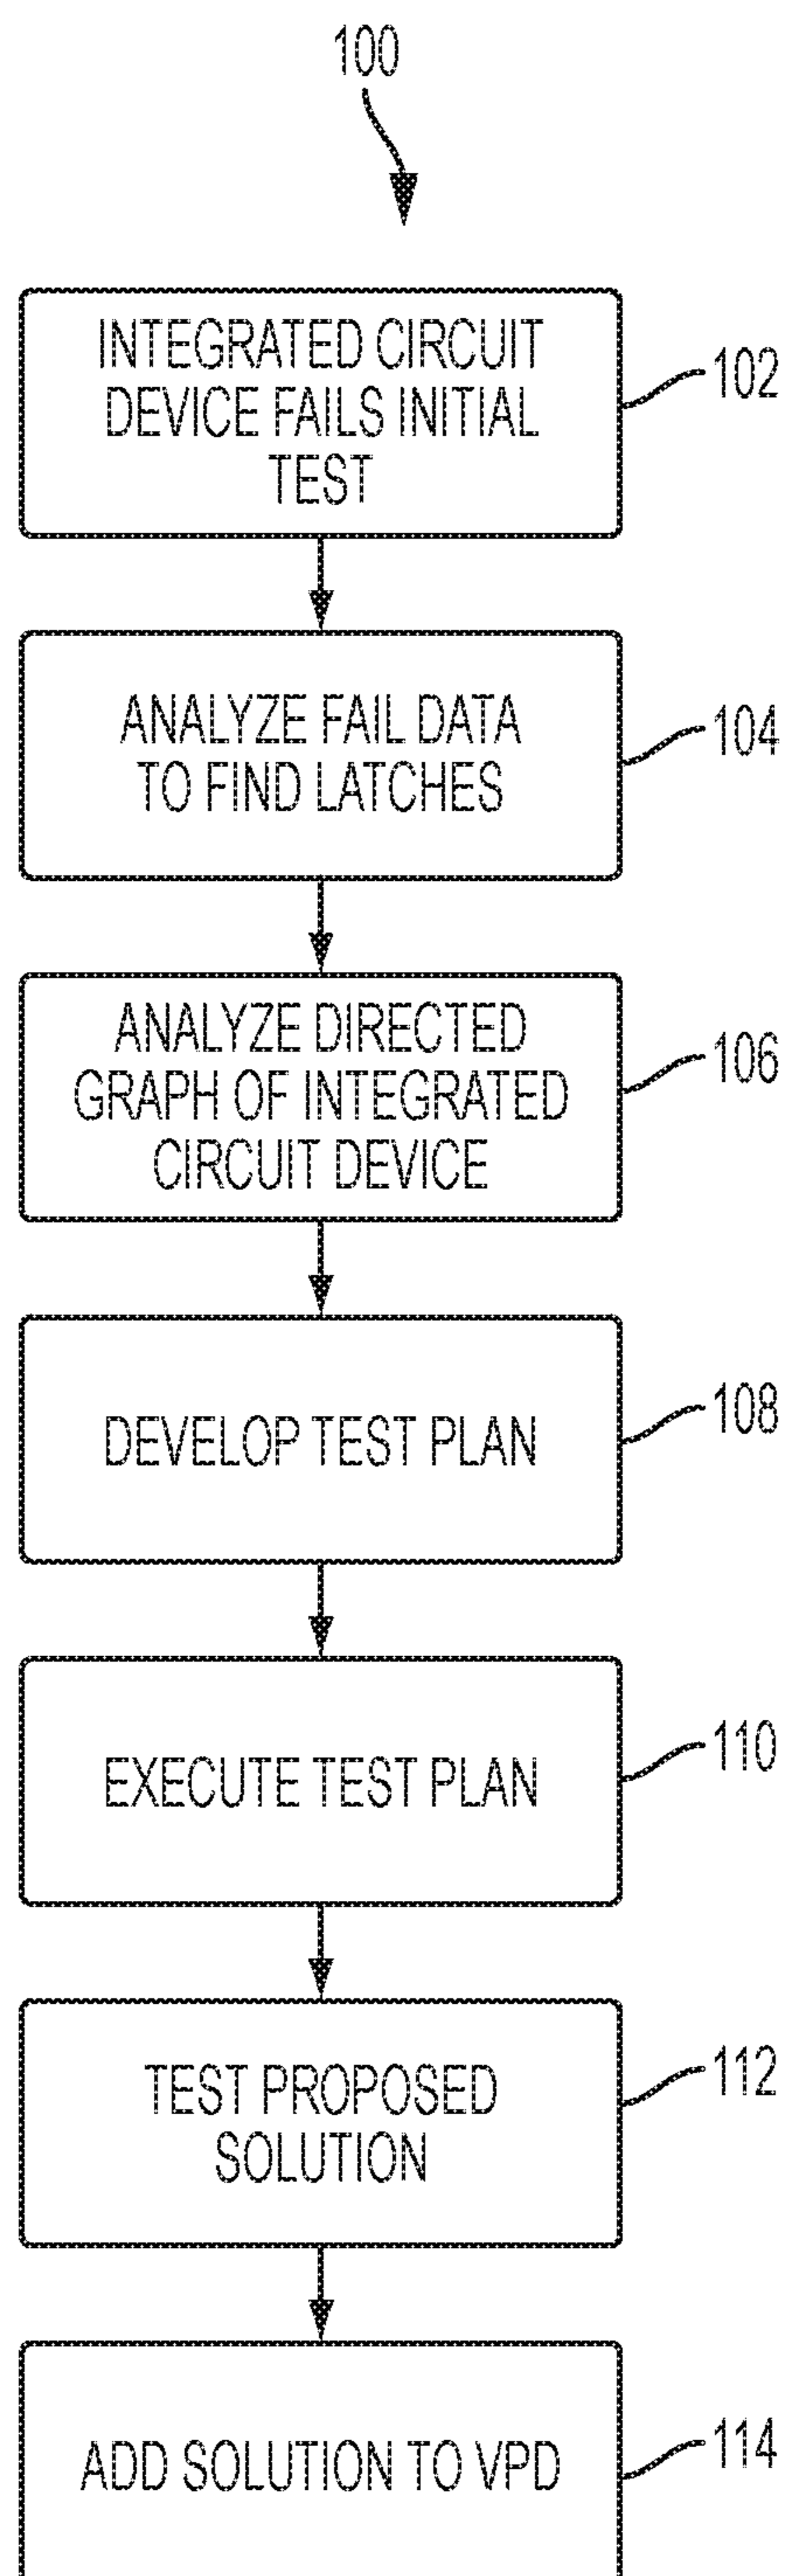 100
INTEGRATED CIRCUIT
DEVICE FAILS INITIAL
TEST
102
ANALYZE FAIL DATA
TO FIND LATCHES
104
ANALYZE DIRECTED
GRAPH OF INTEGRATED
CIRCUIT DEVICE
106
DEVELOP TEST PLAN
108
EXECUTE TEST PLAN
110
TEST PROPOSED
SOLUTION
112
ADD SOLUTION TO VPD
114